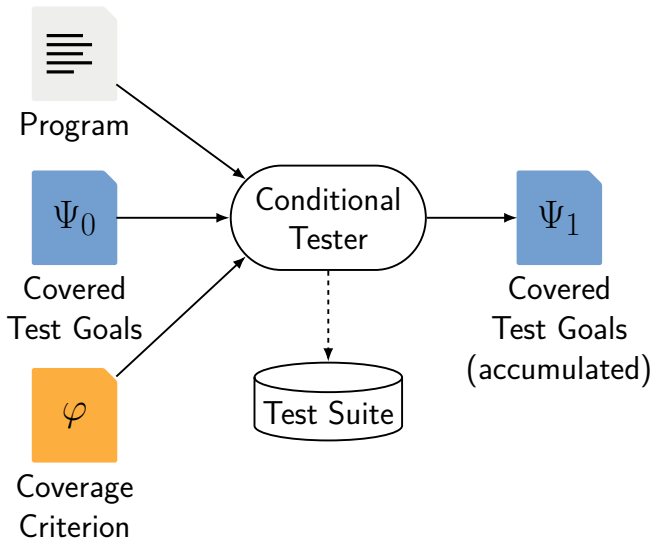 Program
Ψ0
Covered
Test Goals
φ
Coverage
Criterion
Conditional
Tester
Test Suite
Ψ1
Covered
Test Goals
(accumulated)